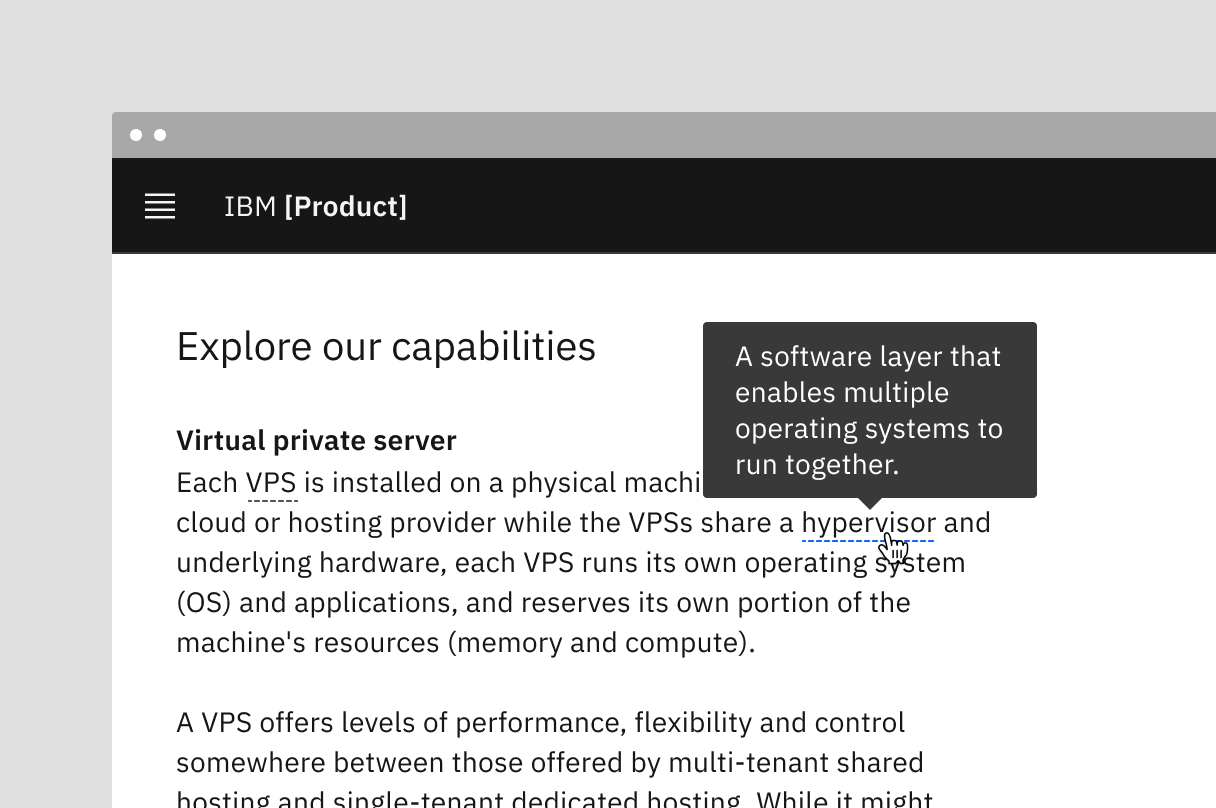 IBM [Product]
Explore our capabilities
A software layer that
enables multiple
operating systems to
run together.
Virtual private server
Each VPS is installed on a physical machi
cloud or hosting provider while the VPSs share a hypervisor and
underlying hardware, each VPS runs its own operating system
(OS) and applications, and reserves its own portion of the
machine's resources (memory and compute).
A VPS offers levels of performance, flexibility and control
somewhere between those offered by multi-tenant shared
hosting and single-tenant dedicated hosting. While it might